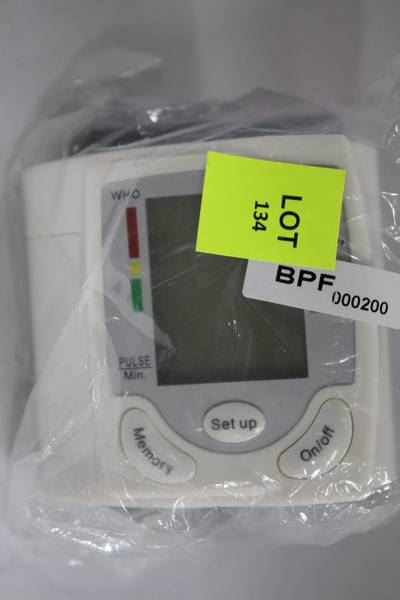 WHO
LOT
134
BPF
000200
PULSE
Min.
Set up
Memory
On/off